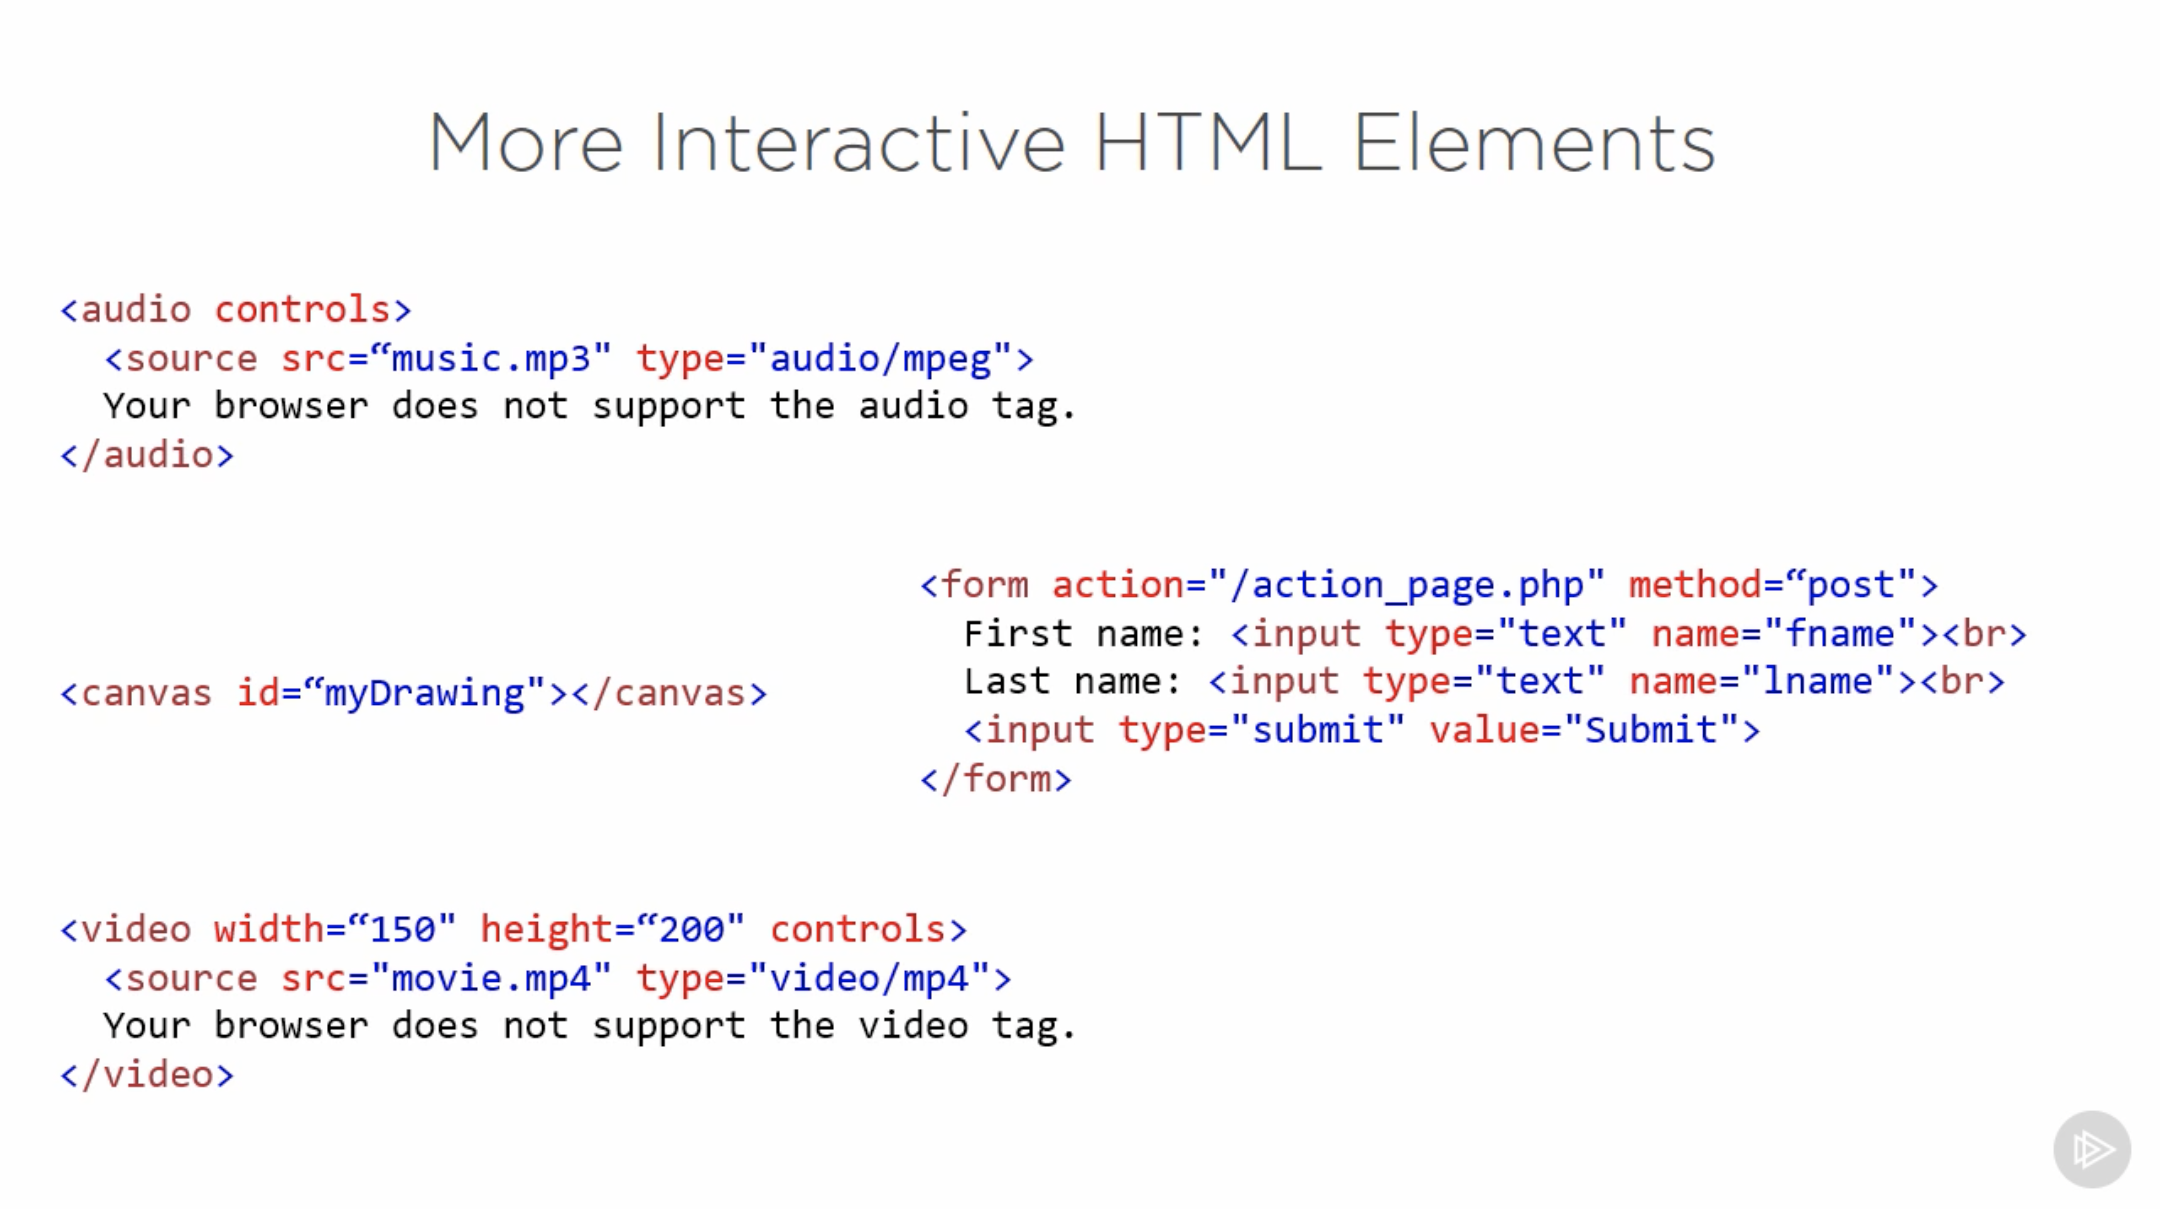 More Interactive HTML Elements
<audio controls>
  <source src=“music.mp3" type="audio/mpeg">
  Your browser does not support the audio tag.
</audio>
<canvas id=“myDrawing"></canvas>
<form action="/action_page.php" method=“post">
  First name: <input type="text" name="fname"><br>
  Last name: <input type="text" name="lname"><br>
  <input type="submit" value="Submit">
</form>
<video width=“150" height=“200" controls>
  <source src="movie.mp4" type="video/mp4">
  Your browser does not support the video tag.
</video>